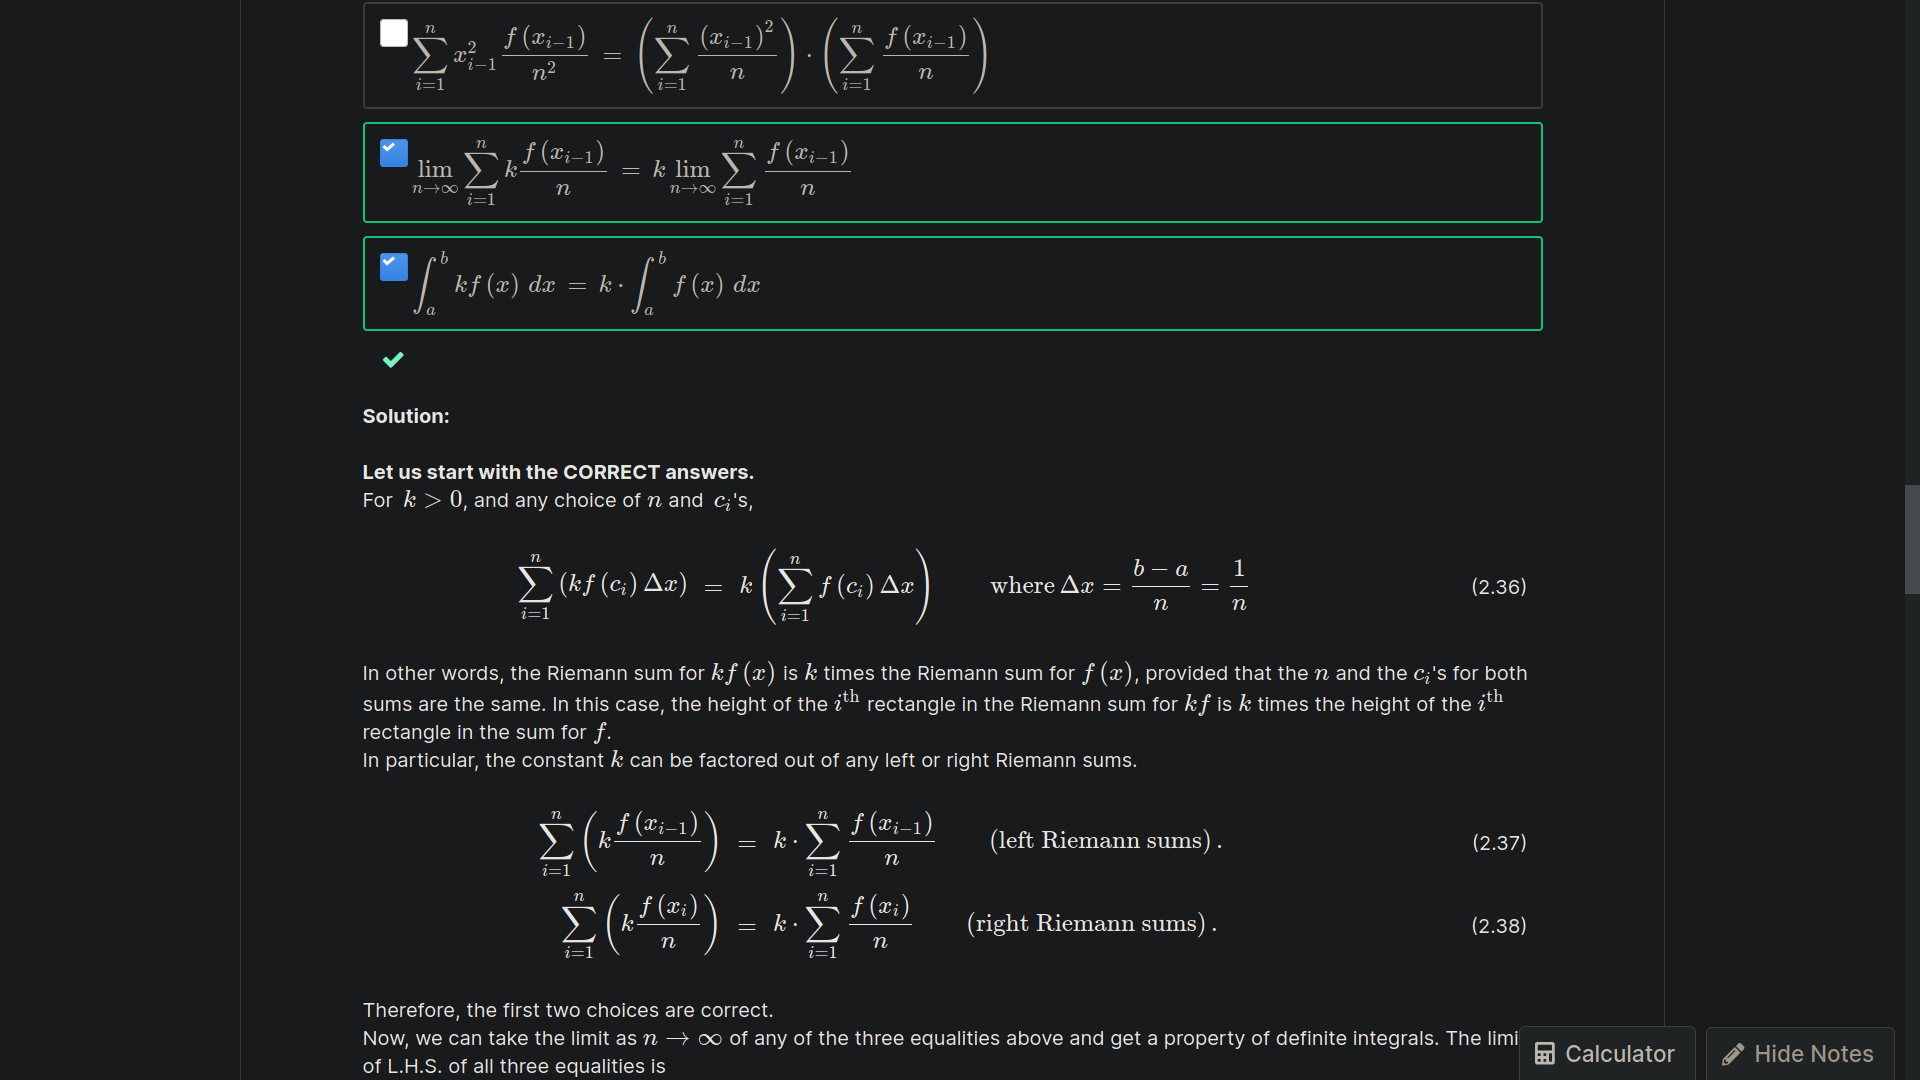 $\sum_{i=1}^{n} x_{i-1}^{2} \frac{f(x_{i-1})}{n^2} = \left(\sum_{i=1}^{n} \frac{(x_{i-1})^2}{n}\right) \cdot \left(\sum_{i=1}^{n} \frac{f(x_{i-1})}{n}\right)$
$\lim_{n\to\infty} \sum_{i=1}^{n} k \frac{f(x_{i-1})}{n} = k \lim_{n\to\infty} \sum_{i=1}^{n} \frac{f(x_{i-1})}{n}$
$\int_a^b kf(x)\ dx = k \cdot \int_a^b f(x)\ dx$
Solution:
Let us start with the CORRECT answers.
For $k > 0$, and any choice of $n$ and $c_i$'s,
$\sum_{i=1}^{n} (kf(c_i)\Delta x) = k\left(\sum_{i=1}^{n} f(c_i)\Delta x\right)$ where $\Delta x = \frac{b-a}{n} = \frac{1}{n}$ (2.36)
In other words, the Riemann sum for $kf(x)$ is $k$ times the Riemann sum for $f(x)$, provided that the $n$ and the $c_i$'s for both
sums are the same. In this case, the height of the $i^{\text{th}}$ rectangle in the Riemann sum for $kf$ is $k$ times the height of the $i^{\text{th}}$
rectangle in the sum for $f$.
In particular, the constant $k$ can be factored out of any left or right Riemann sums.
$\sum_{i=1}^{n} \left(k\frac{f(x_{i-1})}{n}\right) = k \cdot \sum_{i=1}^{n} \frac{f(x_{i-1})}{n}$ (left Riemann sums). (2.37)
$\sum_{i=1}^{n} \left(k\frac{f(x_i)}{n}\right) = k \cdot \sum_{i=1}^{n} \frac{f(x_i)}{n}$ (right Riemann sums). (2.38)
Therefore, the first two choices are correct.
Now, we can take the limit as $n \to \infty$ of any of the three equalities above and get a property of definite integrals. The limi
of L.H.S. of all three equalities is
Calculator
Hide Notes